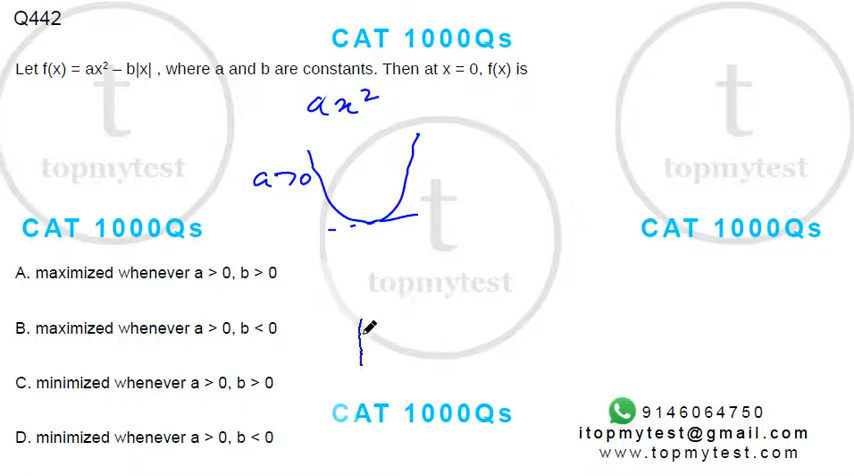 Q442
CAT 1000Qs
Let f(x) = ax² – b|x| , where a and b are constants. Then at x = 0, f(x) is
ax²
a>0
t
topmytest
t
topmytest
t
topmytest
CAT 1000Qs
CAT 1000Qs
A. maximized whenever a > 0, b > 0
B. maximized whenever a > 0, b < 0
C. minimized whenever a > 0, b > 0
D. minimized whenever a > 0, b < 0
CAT 1000Qs
9146064750
itopmytest@gmail.com
www.topmytest.com